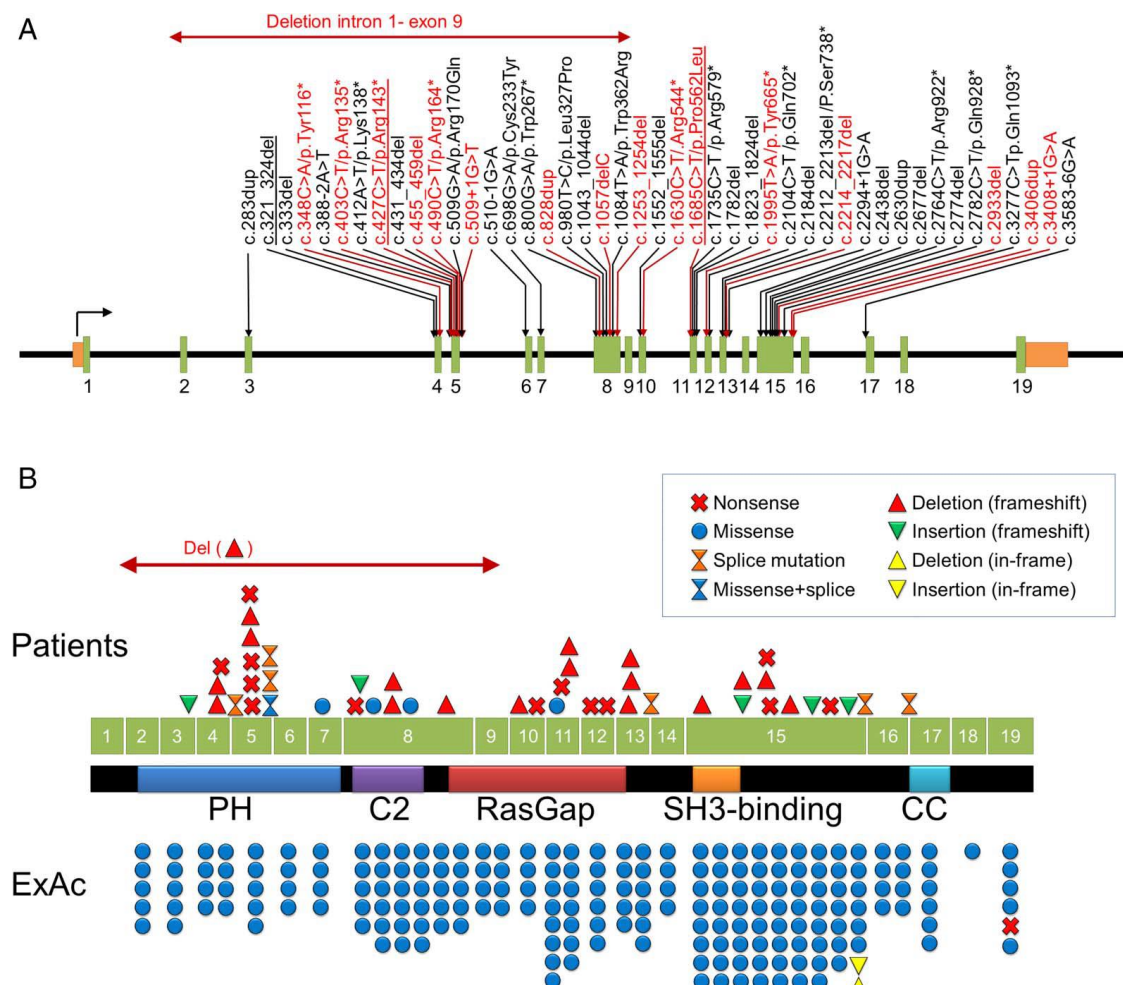 A
Deletion intron 1- exon 9
c.283dup
c.321_324del
c.333del
c.348C>A/p.Tyr116*
c.403C>T/p.Arg135*
c.388-2A>T
c.412A>T/p.Lys138*
c.427C>T/p.Arg143*
c.431_434del
c.455_459del
c.490C>T/p.Arg164*
c.509G>A/p.Arg170Gln
c.509+1G>T
c.510-1G>A
c.698G>A/p.Cys233Tyr
c.800G>A/p.Trp267*
c.828dup
c.980T>C/p.Leu327Pro
c.1043_1044del
c.1057delC
c.1084T>A/p.Trp362Arg
c.1253_1254del
c.1552_1555del
c.1630C>T/.Arg544*
c.1685C>T/p.Pro562Leu
c.1735C>T /p.Arg579*
c.1782del
c.1823_1824del
c.1995T>A/p.Tyr665*
c.2104C>T /p.Gln702*
c.2184del
c.2212_2213del /P.Ser738*
c.2214_2217del
c.2294+1G>A
c.2438del
c.2630dup
c.2677del
c.2764C>T/p.Arg922*
c.2774del
c.2782C>T/p.Gln928*
c.2933del
c.3277C>Tp.Gln1093*
c.3406dup
c.3408+1G>A
c.3583-6G>A
1 2 3 4 5 6 7 8 9 10 11 12 13 14 15 16 17 18 19
B
Nonsense
Missense
Splice mutation
Missense+splice
Deletion (frameshift)
Insertion (frameshift)
Deletion (in-frame)
Insertion (in-frame)
Del ( )
Patients
1 2 3 4 5 6 7 8 9 10 11 12 13 14 15 16 17 18 19
PH C2 RasGap SH3-binding CC
ExAc